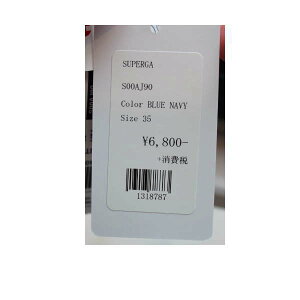 SUPERGA
S00AJ90
Color BLUE NAVY
Size 35
¥6,800-
+消費税
1318787